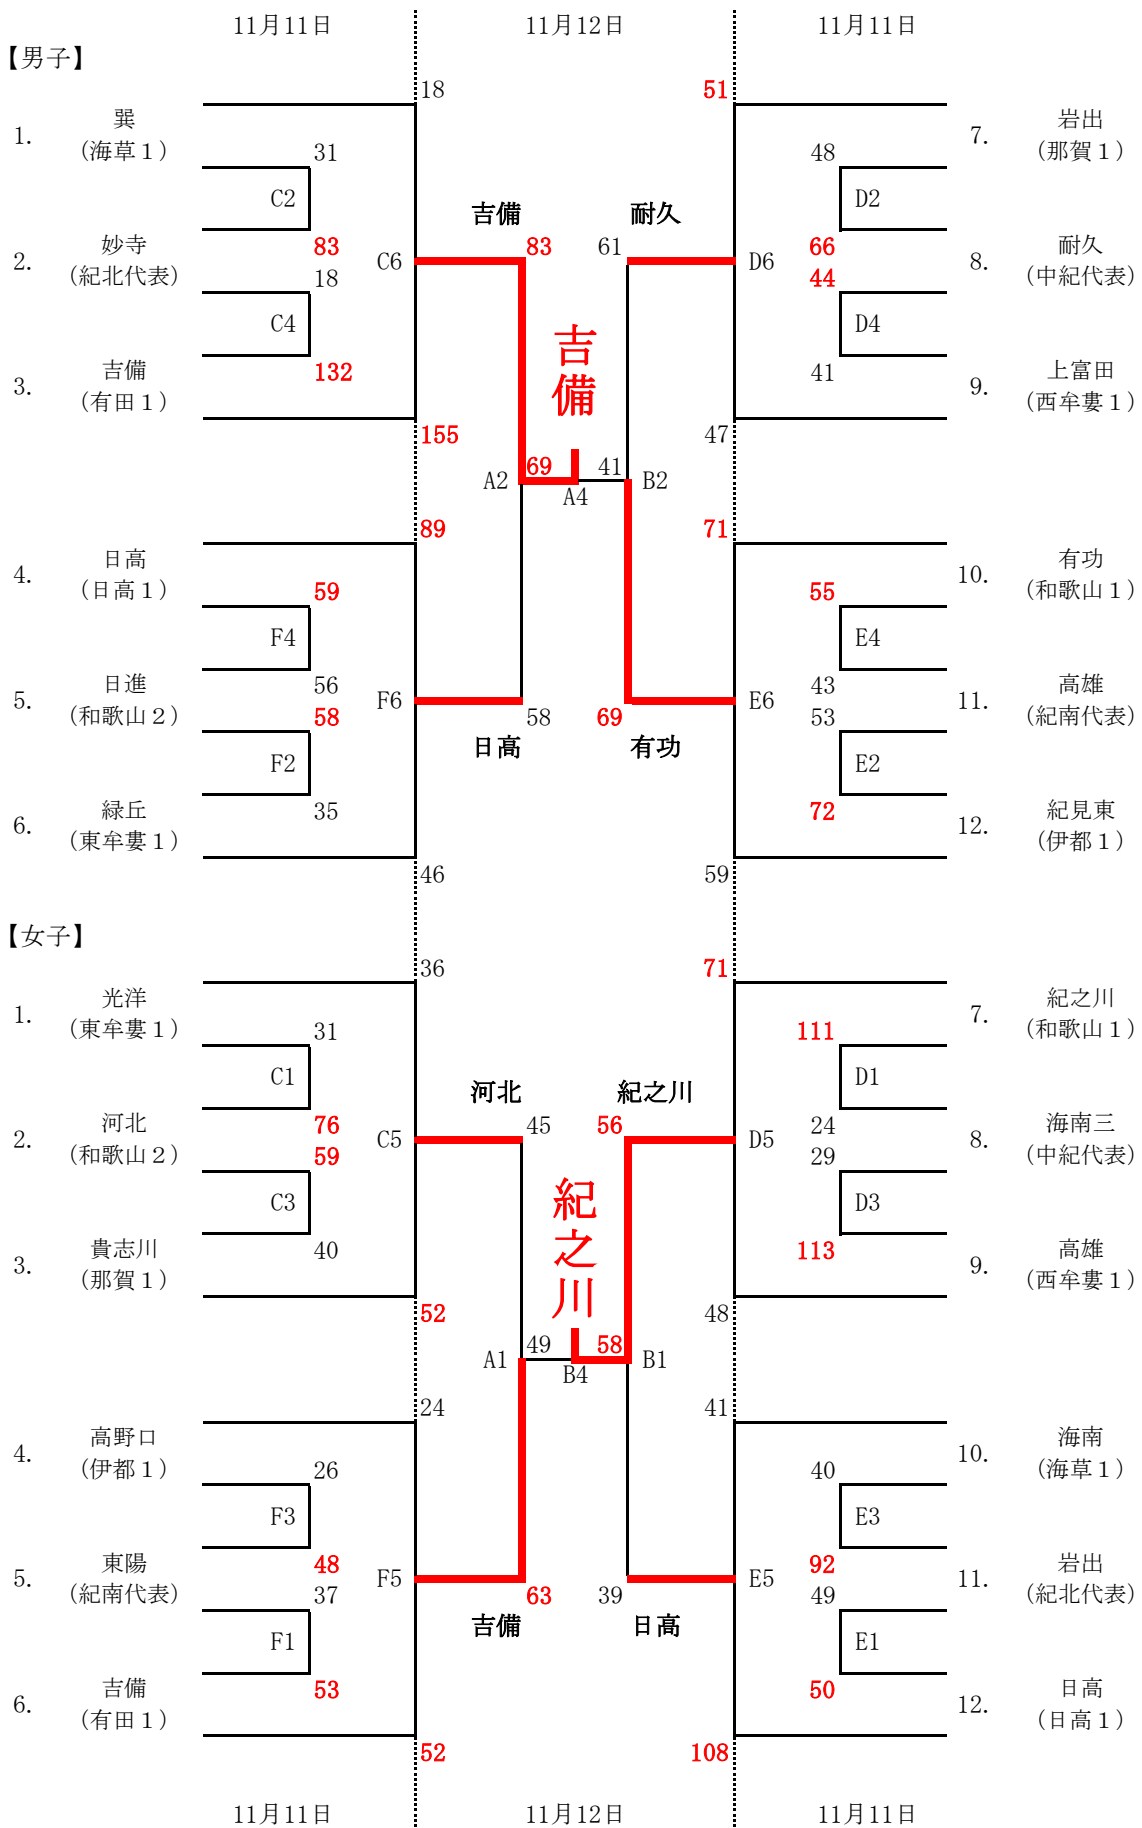 11月11日 11月12日 11月11日
【男子】
18 51
1. 巽 7. 岩出
(海草１) 31 48 (那賀１)
C2 D2
吉備 耐久
2. 妙寺 83 83 61 66 8. 耐久
(紀北代表) 18 C6 D6 44 (中紀代表)
C4 D4
吉備
3. 吉備 132 41 9. 上富田
(有田１) (西牟婁１)
155 47
A2 69 A4 41 B2
89 71
4. 日高 10. 有功
(日高１) 59 55 (和歌山１)
F4 E4
5. 日進 56 F6 E6 43 11. 高雄
(和歌山２) 58 58 69 53 (紀南代表)
日高 有功
F2 E2
6. 緑丘 35 72 12. 紀見東
(東牟婁１) (伊都１)
46 59
【女子】
36 71
1. 光洋 7. 紀之川
(東牟婁１) 31 111 (和歌山１)
C1 D1
河北 紀之川
2. 河北 76 45 56 24 8. 海南三
(和歌山２) 59 C5 D5 29 (中紀代表)
C3 D3
紀之川
3. 貴志川 40 113 9. 高雄
(那賀１) (西牟婁１)
52 48
A1 49 B4 58 B1
24 41
4. 高野口 10. 海南
(伊都１) 26 40 (海草１)
F3 E3
5. 東陽 48 F5 E5 92 11. 岩出
(紀南代表) 37 63 39 49 (紀北代表)
吉備 日高
F1 E1
6. 吉備 53 50 12. 日高
(有田１) (日高１)
52 108
11月11日 11月12日 11月11日